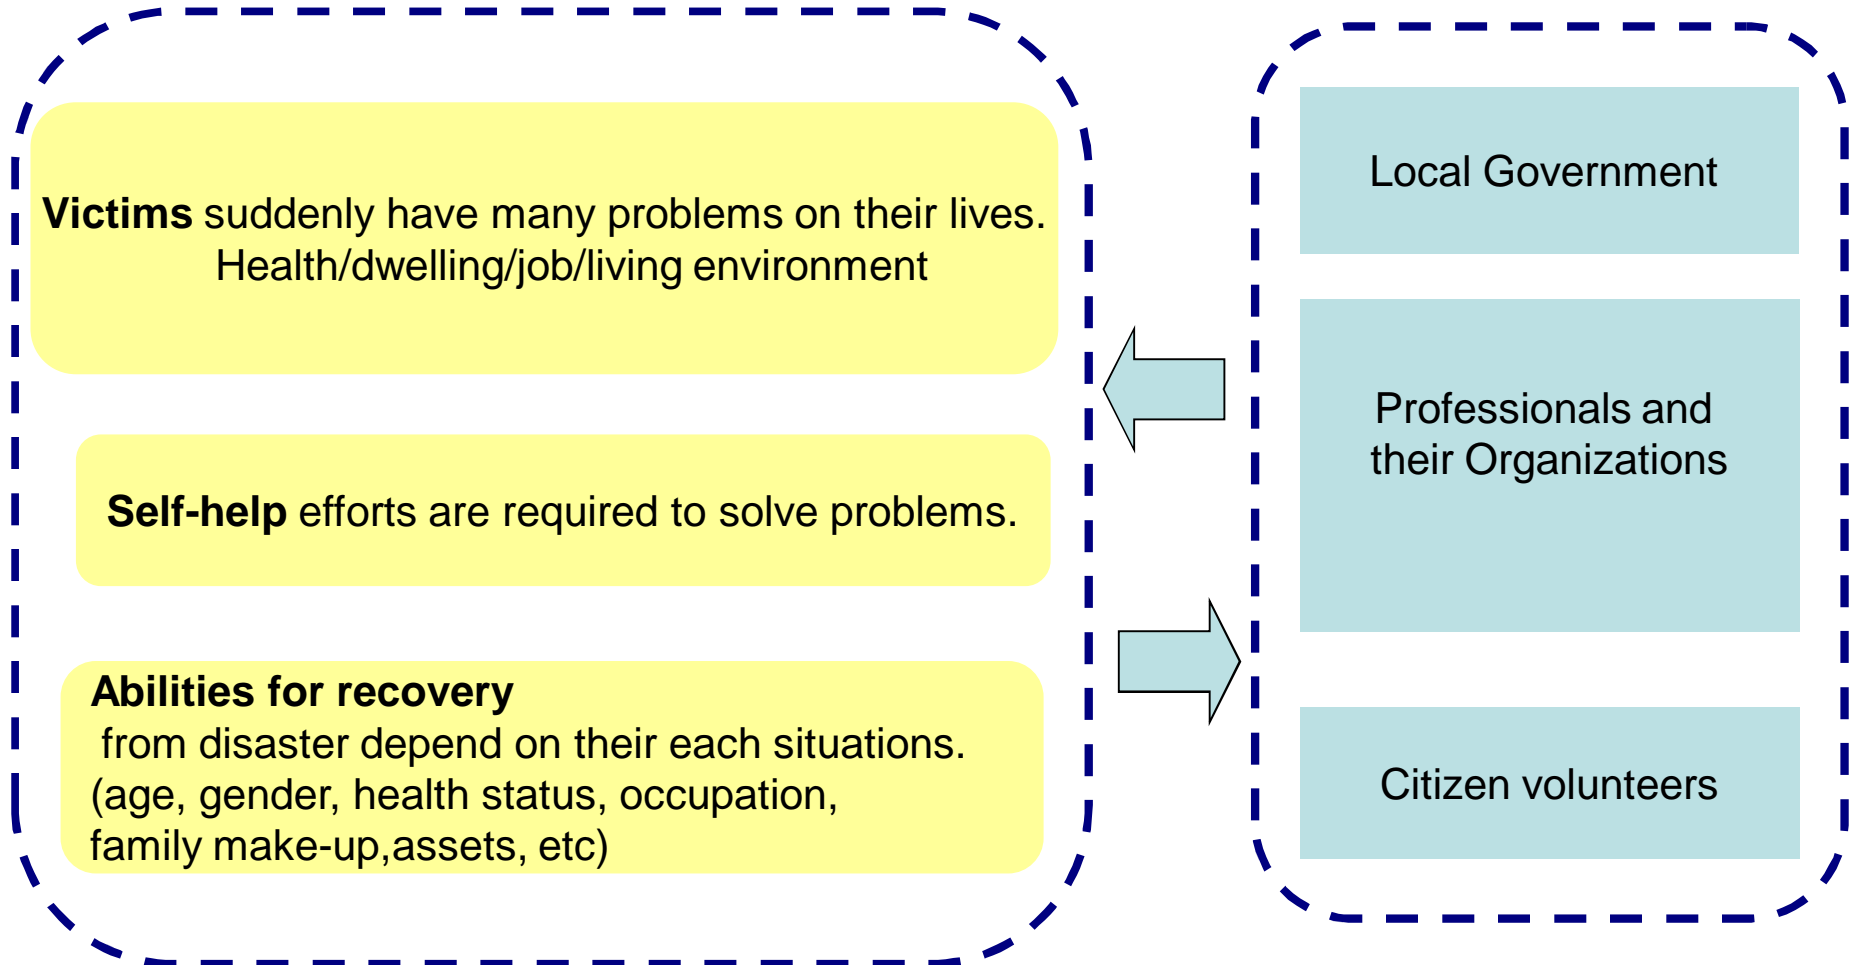 Victims suddenly have many problems on their lives.
Health/dwelling/job/living environment
Self-help efforts are required to solve problems.
Abilities for recovery
from disaster depend on their each situations.
(age, gender, health status, occupation,
family make-up,assets, etc)
Local Government
Professionals and
their Organizations
Citizen volunteers